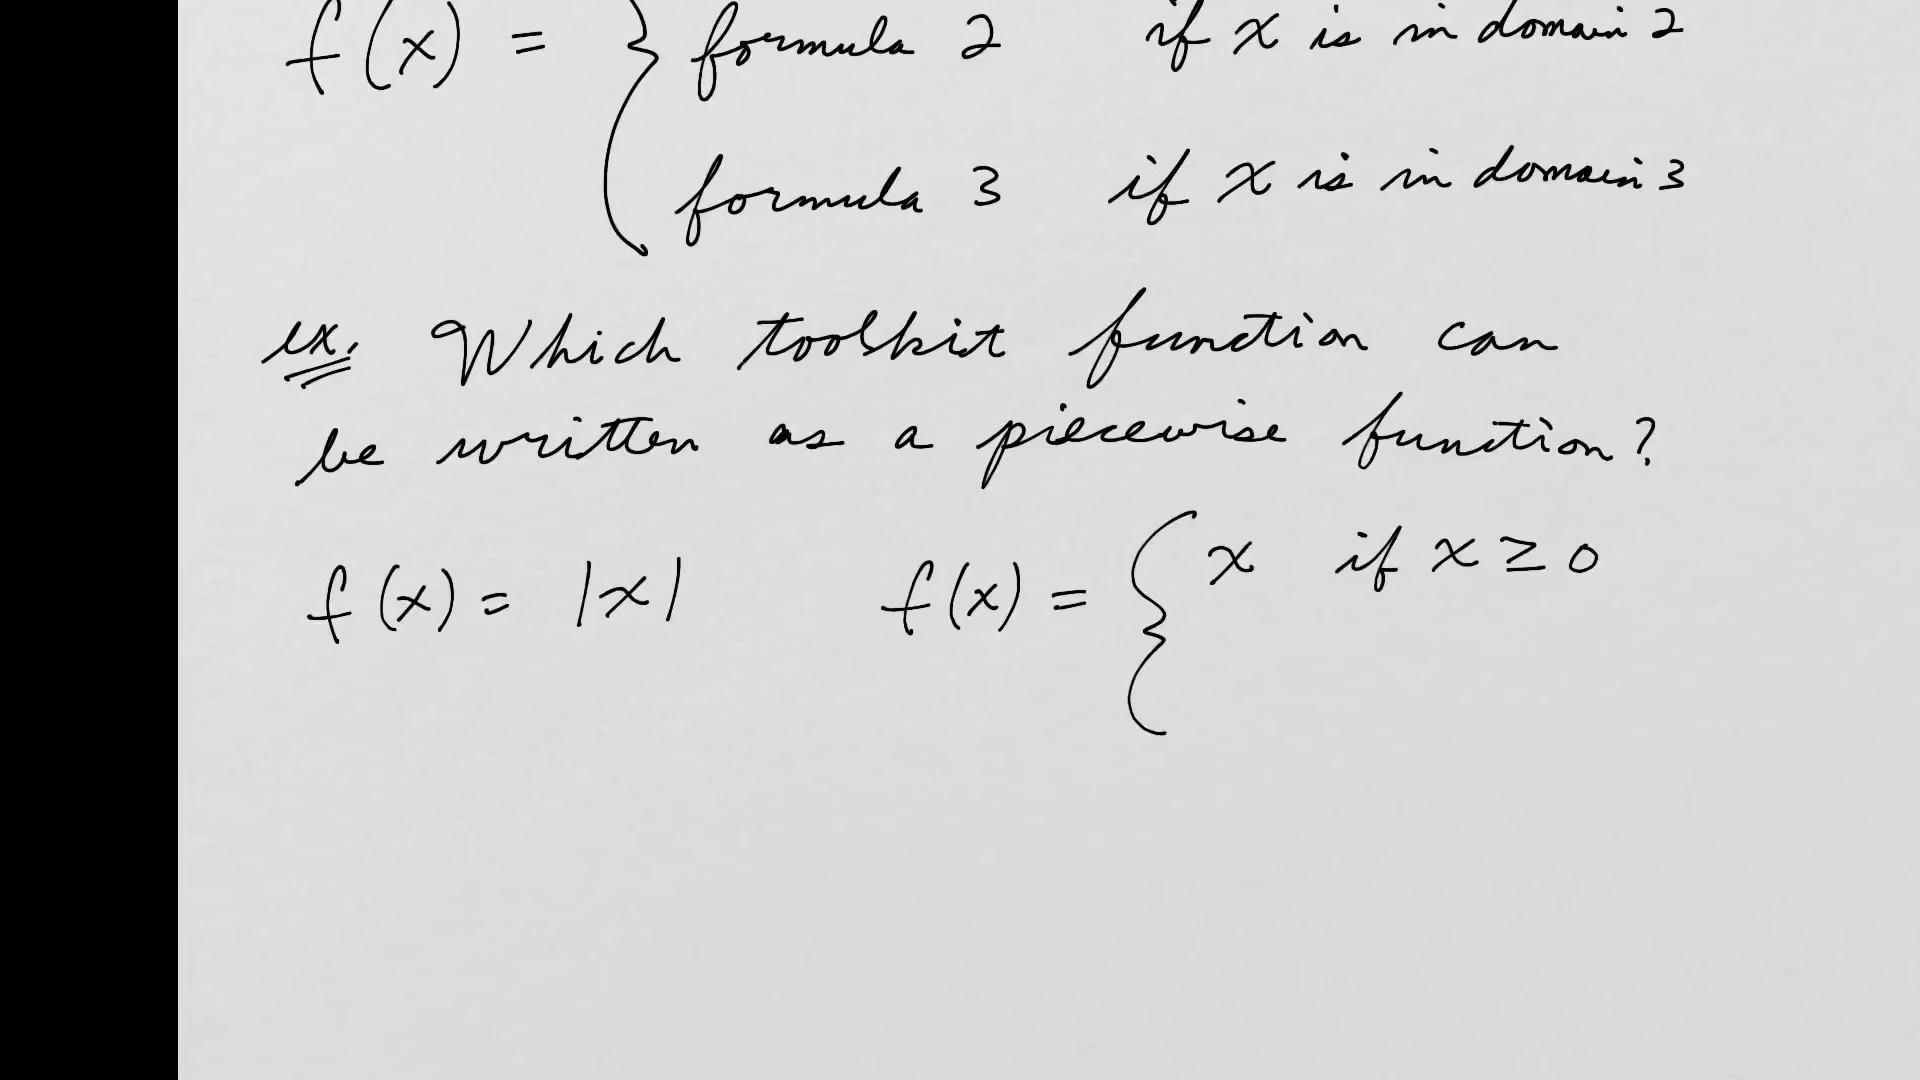 f(x) = { formula 2 if x is in domain 2
formula 3 if x is in domain 3
ex. Which toolkit function can
be written as a piecewise function?
f(x) = |x| f(x) = { x if x ≥ 0